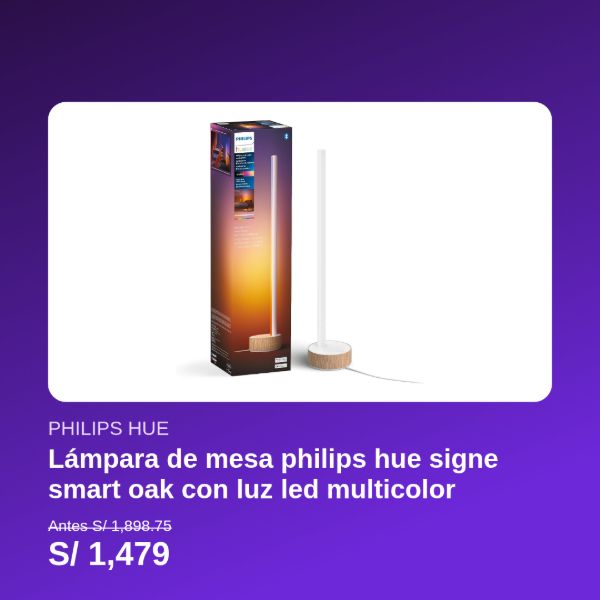 PHILIPS
PHILIPS HUE
Lámpara de mesa philips hue signe
smart oak con luz led multicolor
Antes S/ 1,898.75
S/ 1,479